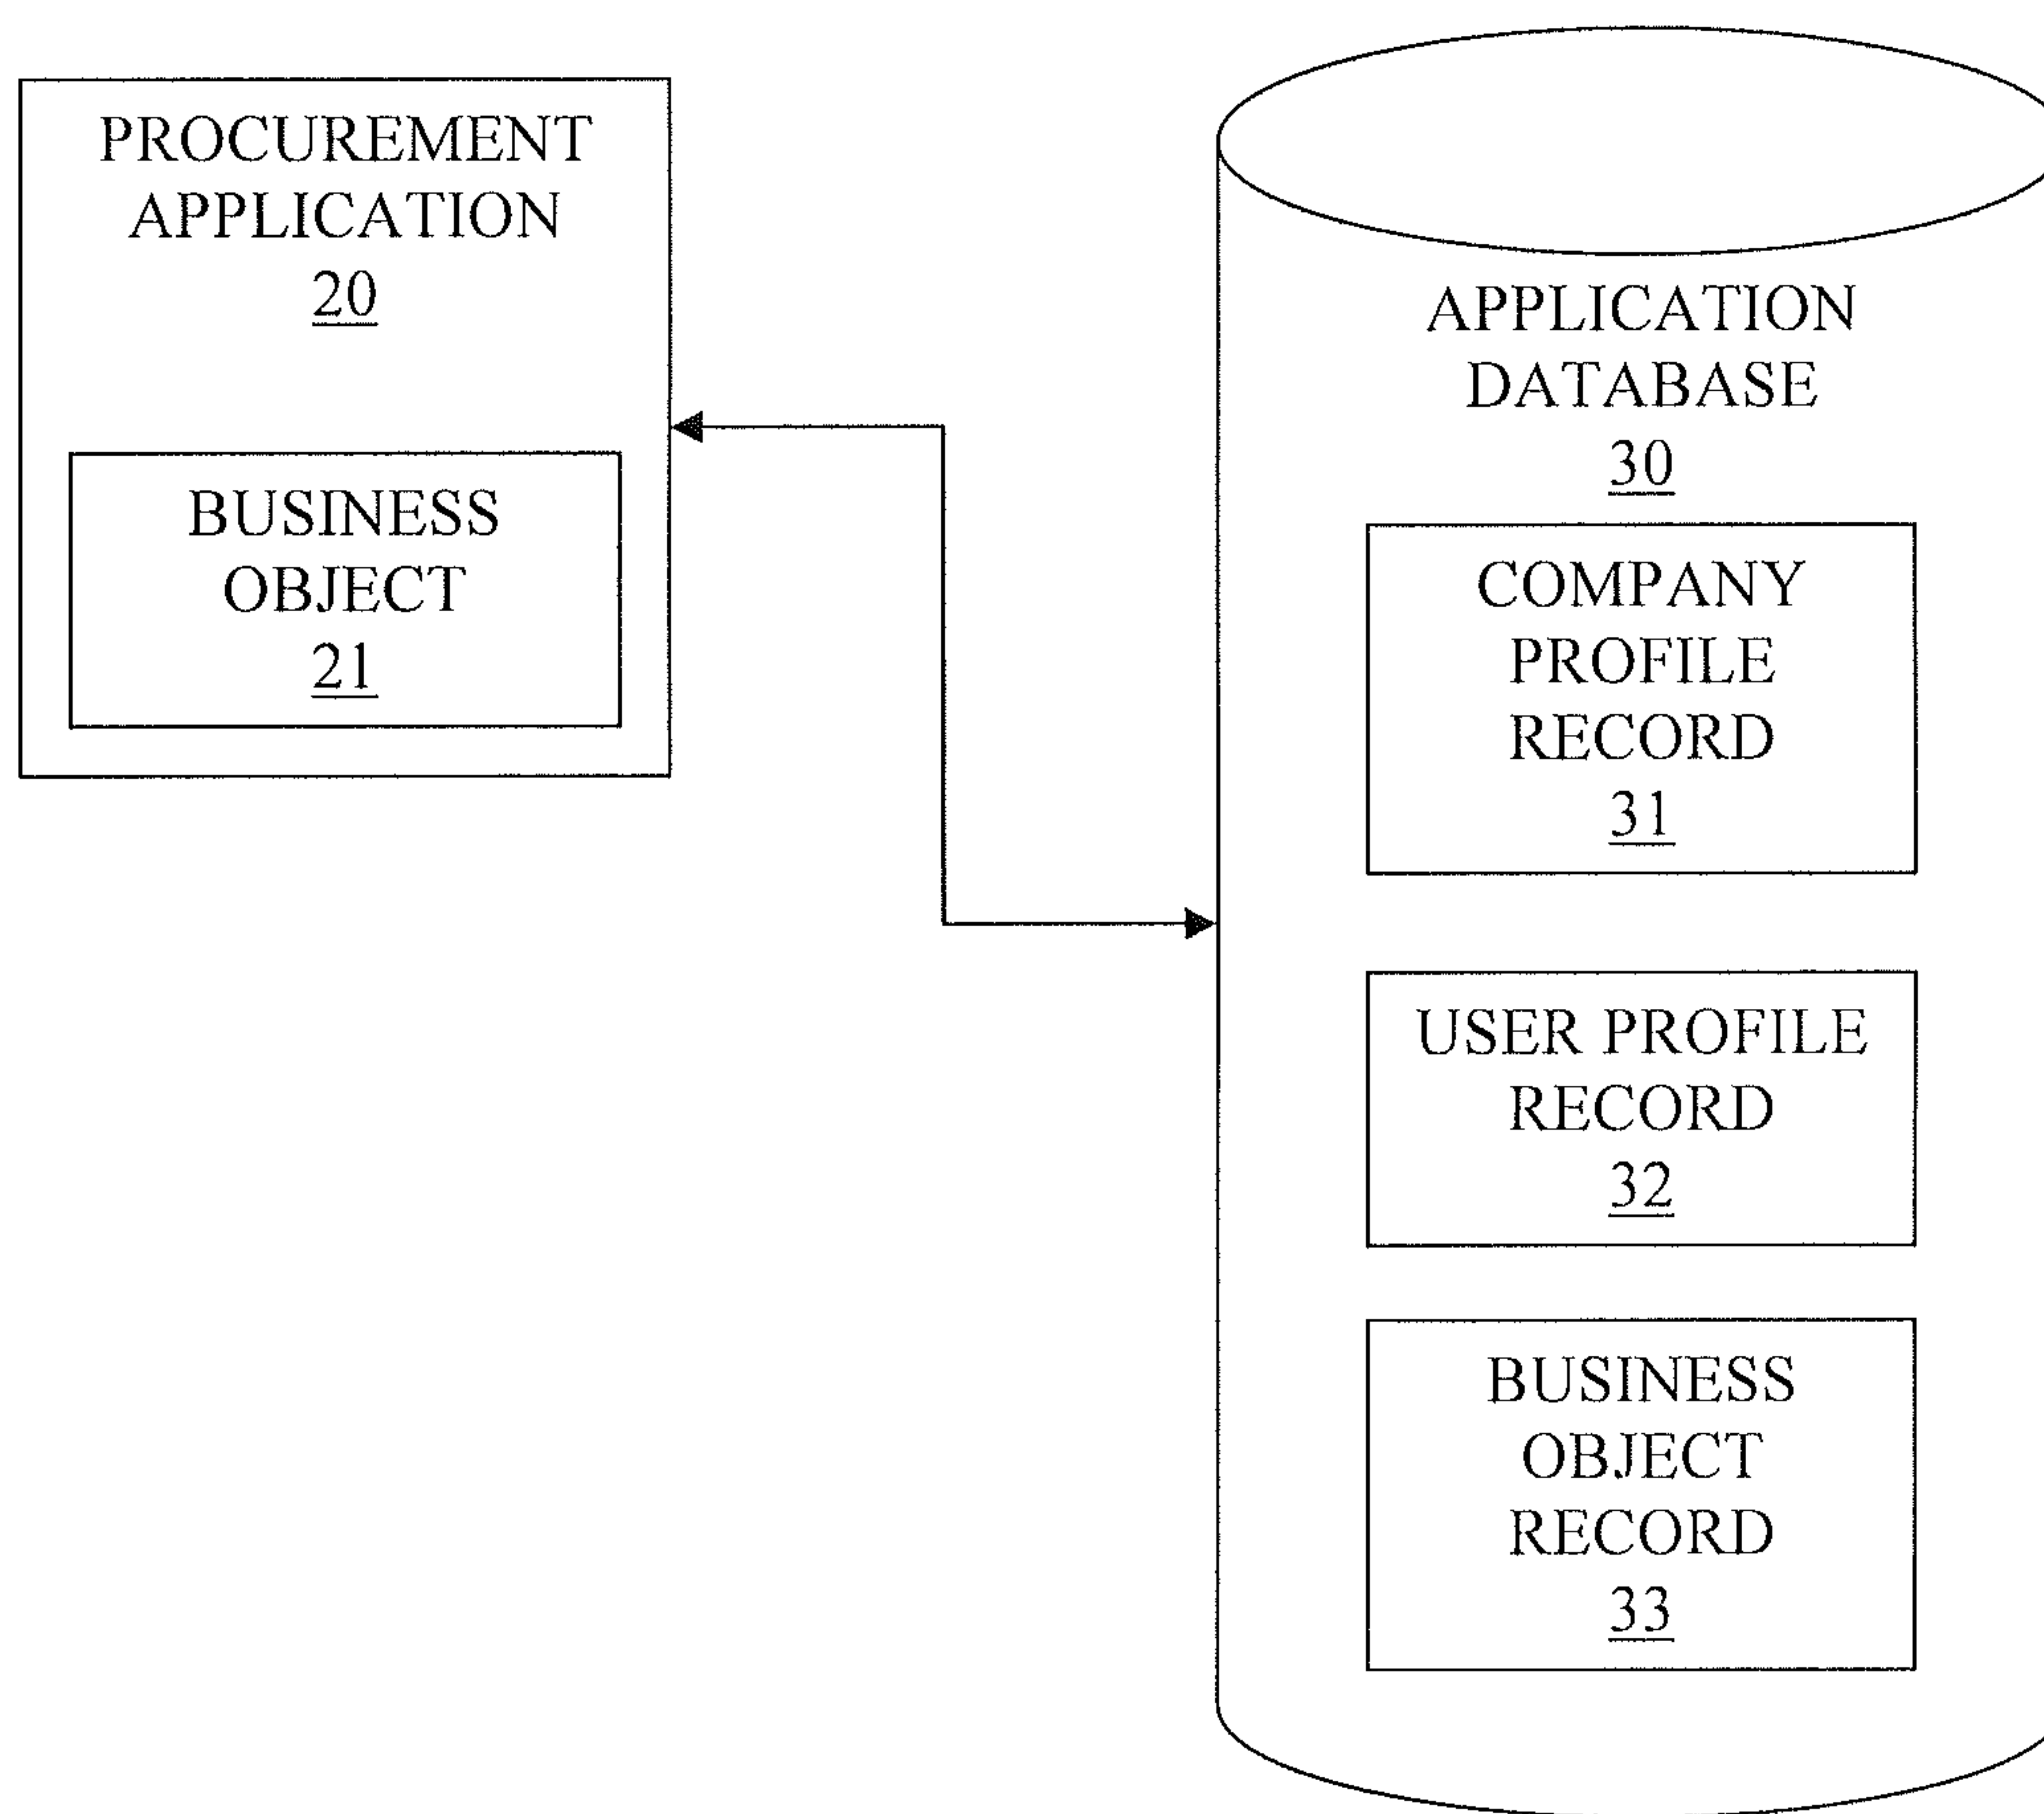 PROCUREMENT
APPLICATION
20
BUSINESS
OBJECT
21
APPLICATION
DATABASE
30
COMPANY
PROFILE
RECORD
31
USER PROFILE
RECORD
32
BUSINESS
OBJECT
RECORD
33